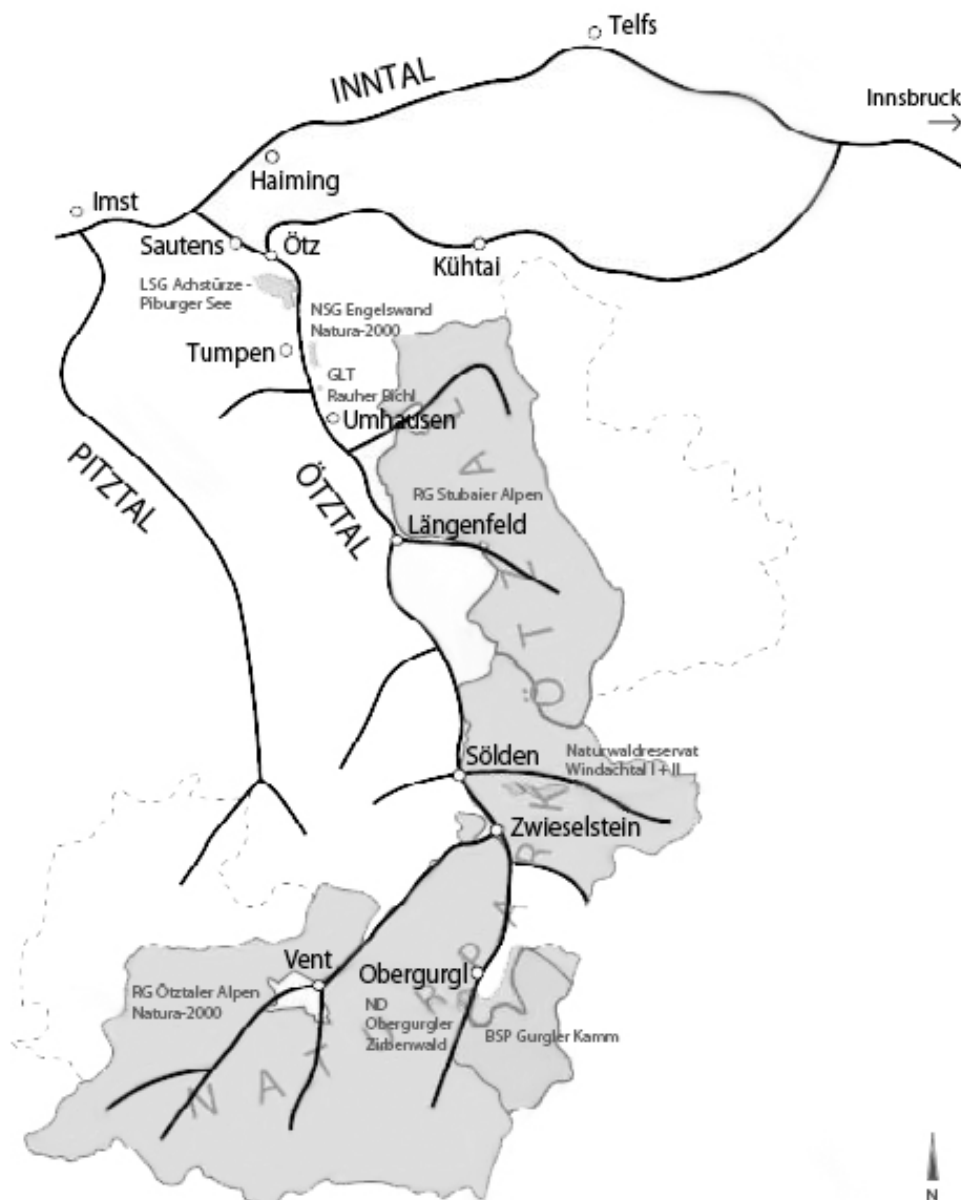 Telfs
INNTAL
Innsbruck
Haiming
Imst
Sautens
Ötz
Kühtai
LSG Achstürze -
Piburger See
NSG Engelswand
Natura-2000
Tumpen
GLT
Rauher Bichl
Umhausen
PITZTAL
ÖTZTAL
RG Stubaier Alpen
Längenfeld
Sölden
Naturwaldreservat
Windachtal I + II
Zwieselstein
Vent
Obergurgl
RG Ötztaler Alpen
Natura-2000
ND
Obergurgler
Zirbenwald
BSP Gurgler Kamm
NATURPARK ÖTZTAL
N